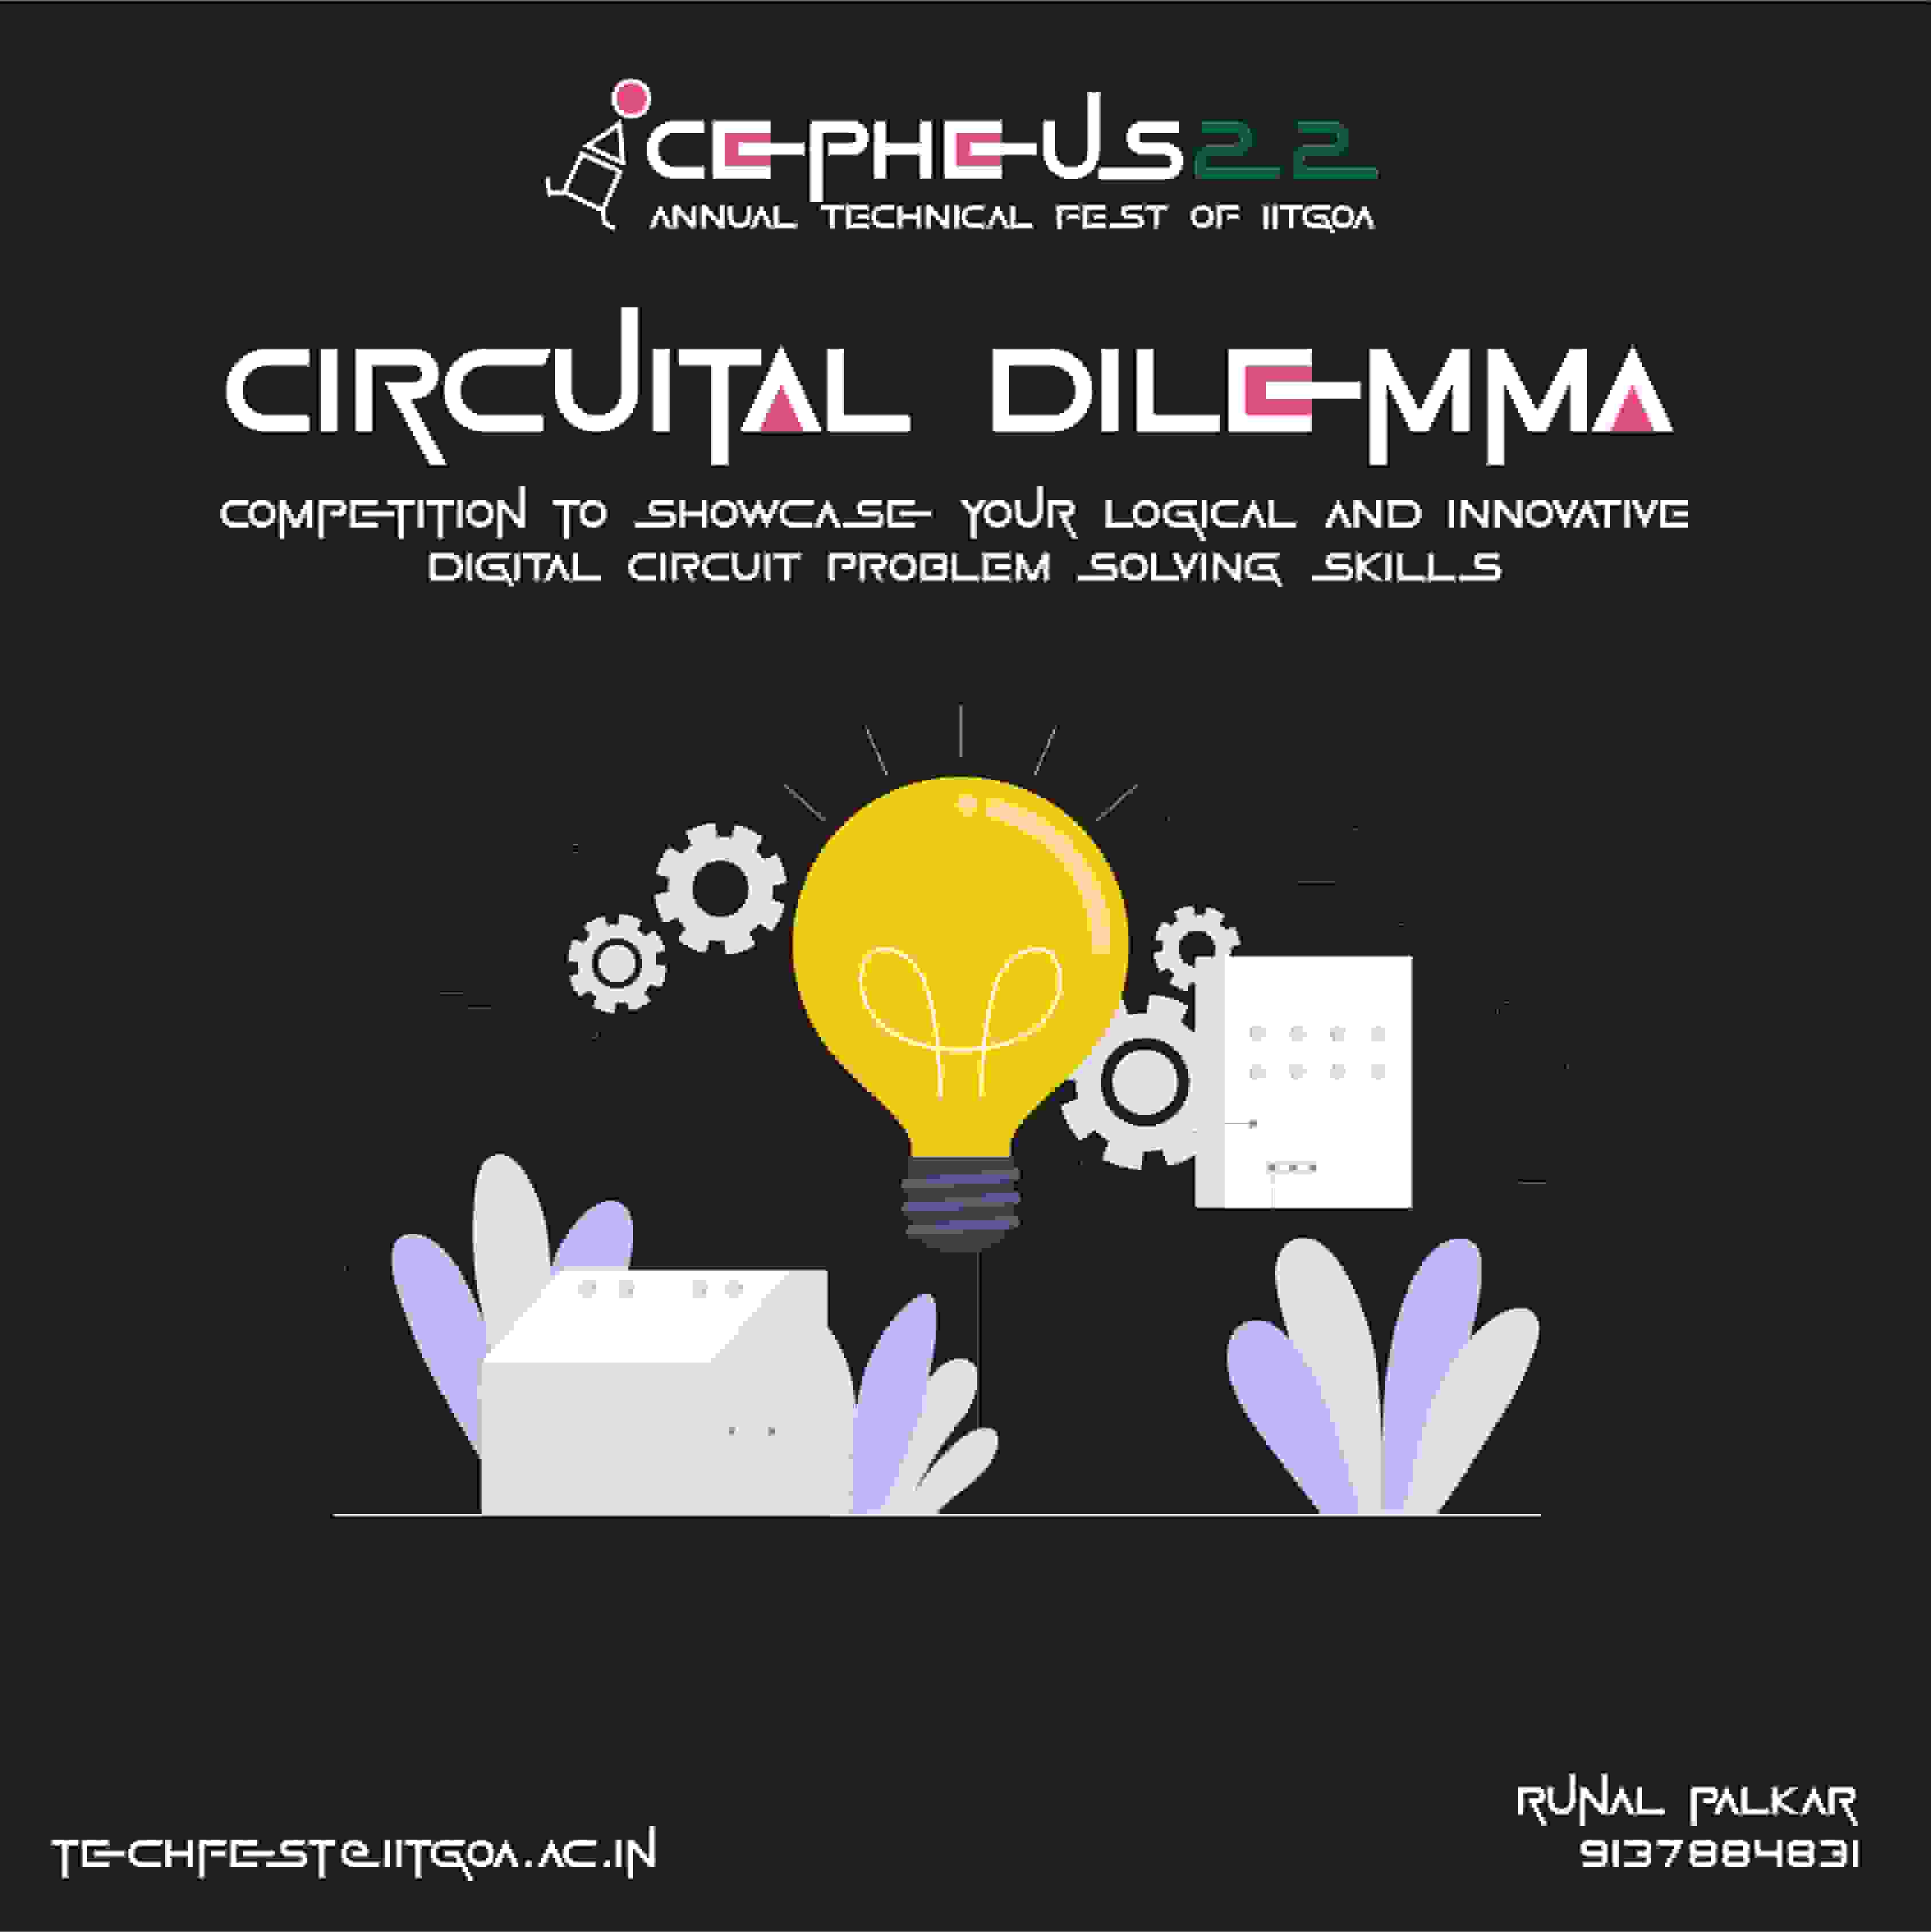 CEPHEUS22
ANNUAL TECHNICAL FEST OF IITGOA
CIRCUITAL DILEMMA
COMPETITION TO SHOWCASE YOUR LOGICAL AND INNOVATIVE
DIGITAL CIRCUIT PROBLEM SOLVING SKILLS
RUNAL PALKAR
TECHFEST@IITGOA.AC.IN
9137884831